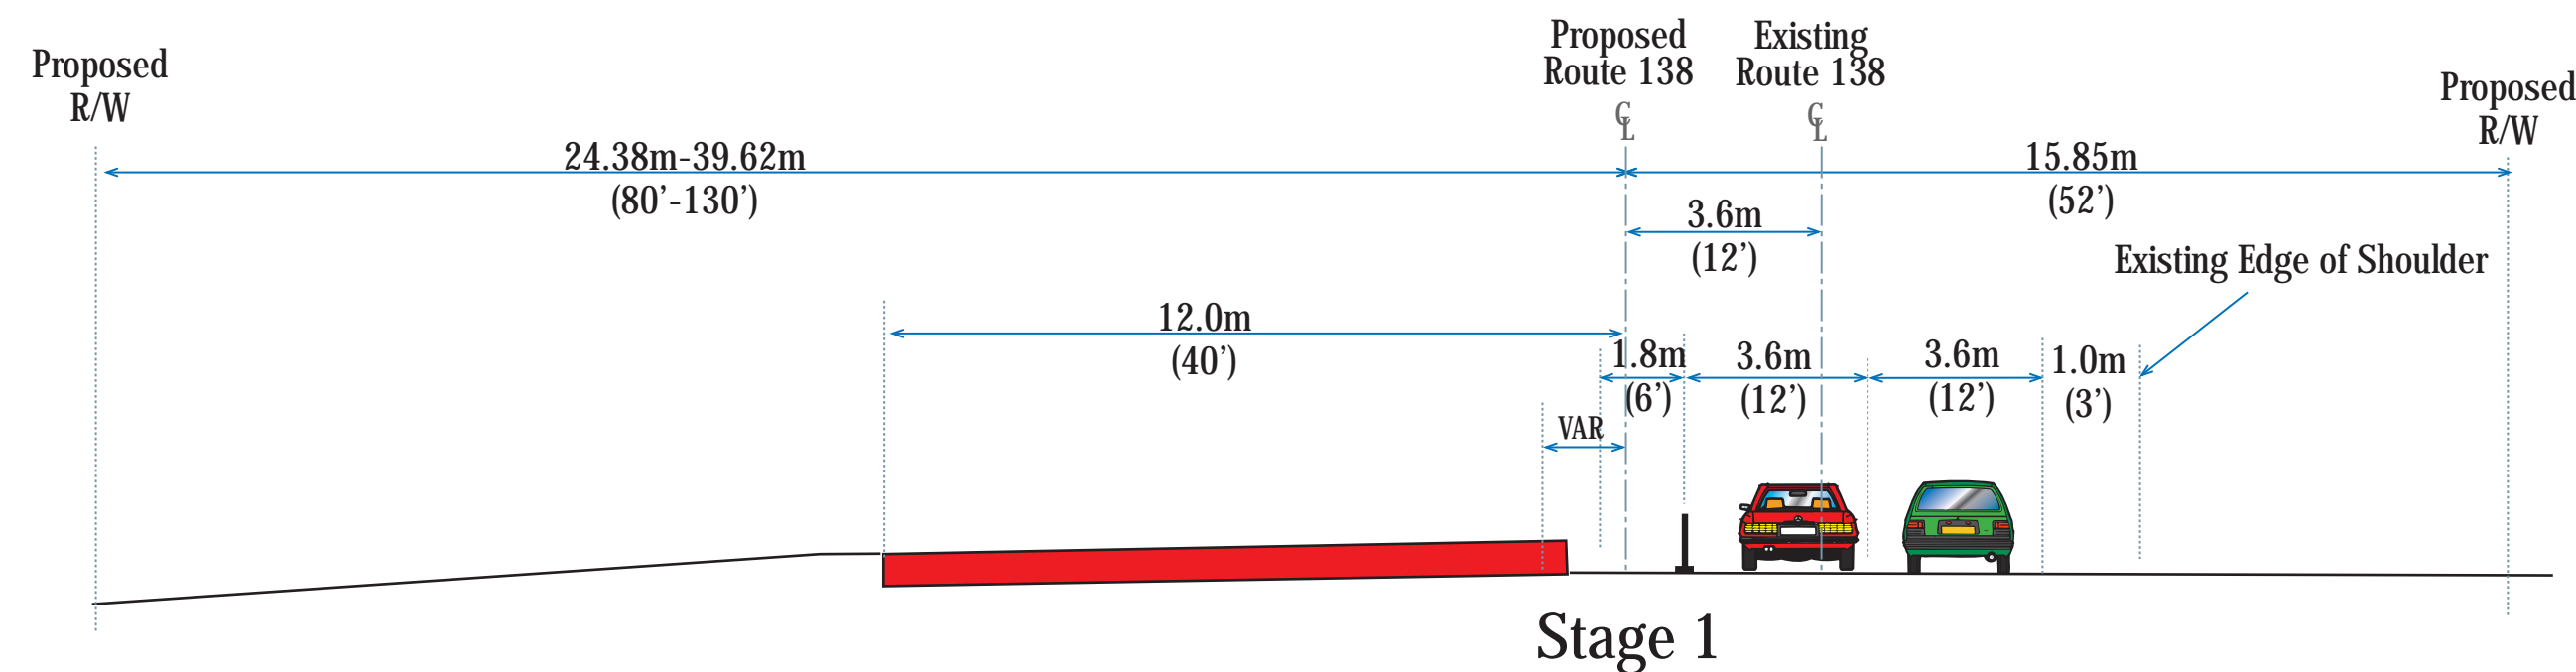 Proposed
R/W
Proposed
Route 138
Existing
Route 138
Proposed
R/W
℄
℄
24.38m-39.62m
(80’-130’)
15.85m
(52’)
3.6m
(12’)
Existing Edge of Shoulder
12.0m
(40’)
1.8m
(6’)
3.6m
(12’)
3.6m
(12’)
1.0m
(3’)
VAR
Stage 1